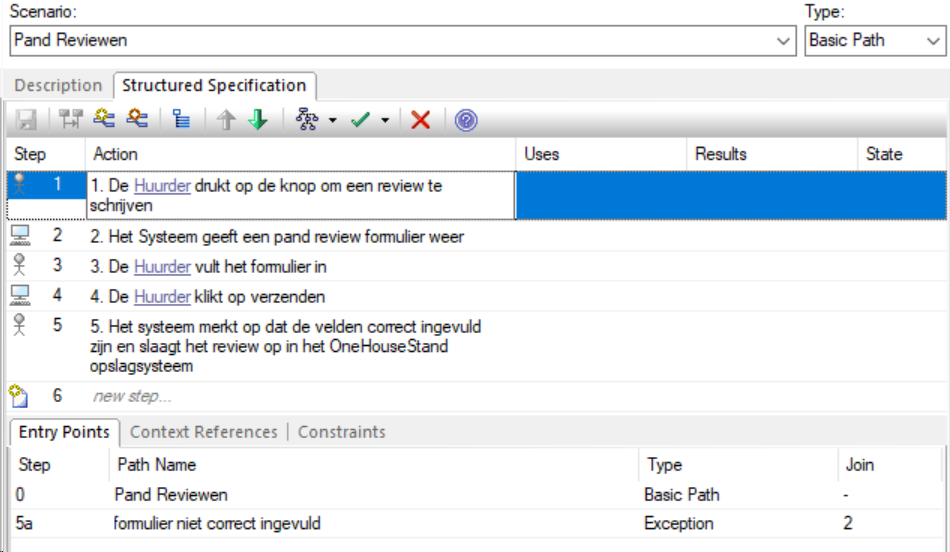 Scenario:
Type:
Pand Reviewen
Basic Path
Description
Structured Specification
Step Action Uses Results State
1 1. De Huurder drukt op de knop om een review te
schrijven
2 2. Het Systeem geeft een pand review formulier weer
3 3. De Huurder vult het formulier in
4 4. De Huurder klikt op verzenden
5 5. Het systeem merkt op dat de velden correct ingevuld
zijn en slaagt het review op in het OneHouseStand
opslagsysteem
6 new step...
Entry Points Context References | Constraints
Step Path Name Type Join
0 Pand Reviewen Basic Path -
5a formulier niet correct ingevuld Exception 2